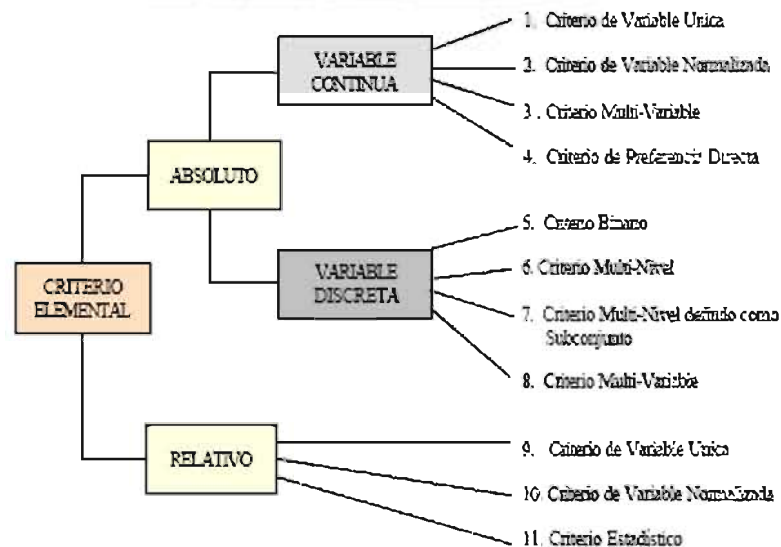 1. Criterio de Variable Unica
2. Criterio de Variable Normalizada
3. Criterio Multi-Variable
4. Criterio de Preferencia Directa
VARIABLE
CONTINUA
ABSOLUTO
5. Criterio Binario
6. Criterio Multi-Nivel
7. Criterio Multi-Nivel definido como
Subconjunto
8. Criterio Multi-Variable
VARIABLE
DISCRETA
CRITERIO
ELEMENTAL
RELATIVO
9. Criterio de Variable Unica
10. Criterio de Variable Normalizada
11. Criterio Estadístico